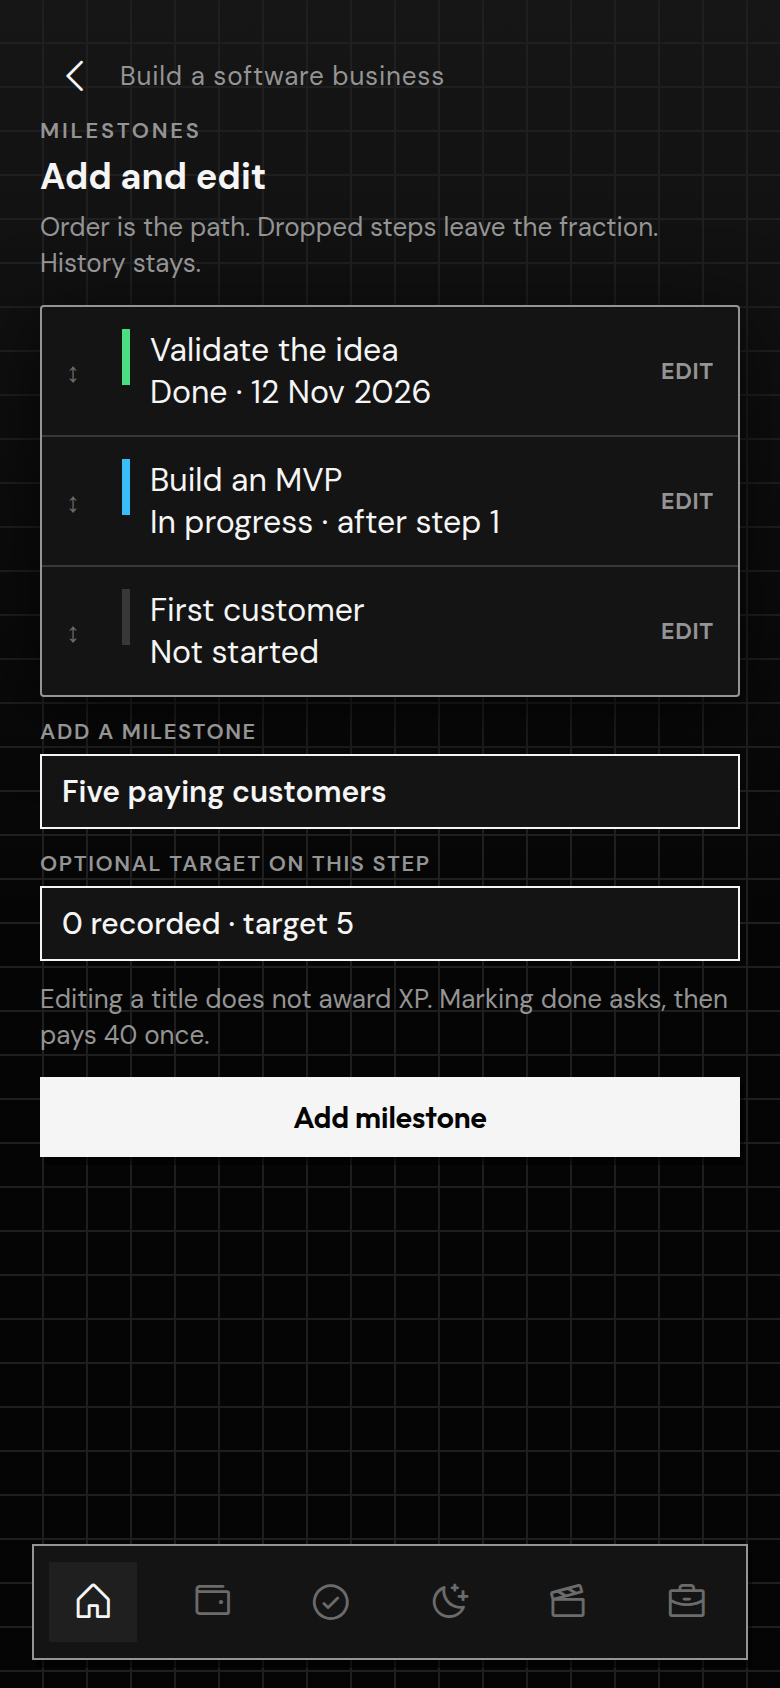 Build a software business
MILESTONES
Add and edit
Order is the path. Dropped steps leave the fraction.
History stays.
Validate the idea
Done · 12 Nov 2026
EDIT
Build an MVP
In progress · after step 1
EDIT
First customer
Not started
EDIT
ADD A MILESTONE
Five paying customers
OPTIONAL TARGET ON THIS STEP
0 recorded · target 5
Editing a title does not award XP. Marking done asks, then
pays 40 once.
Add milestone